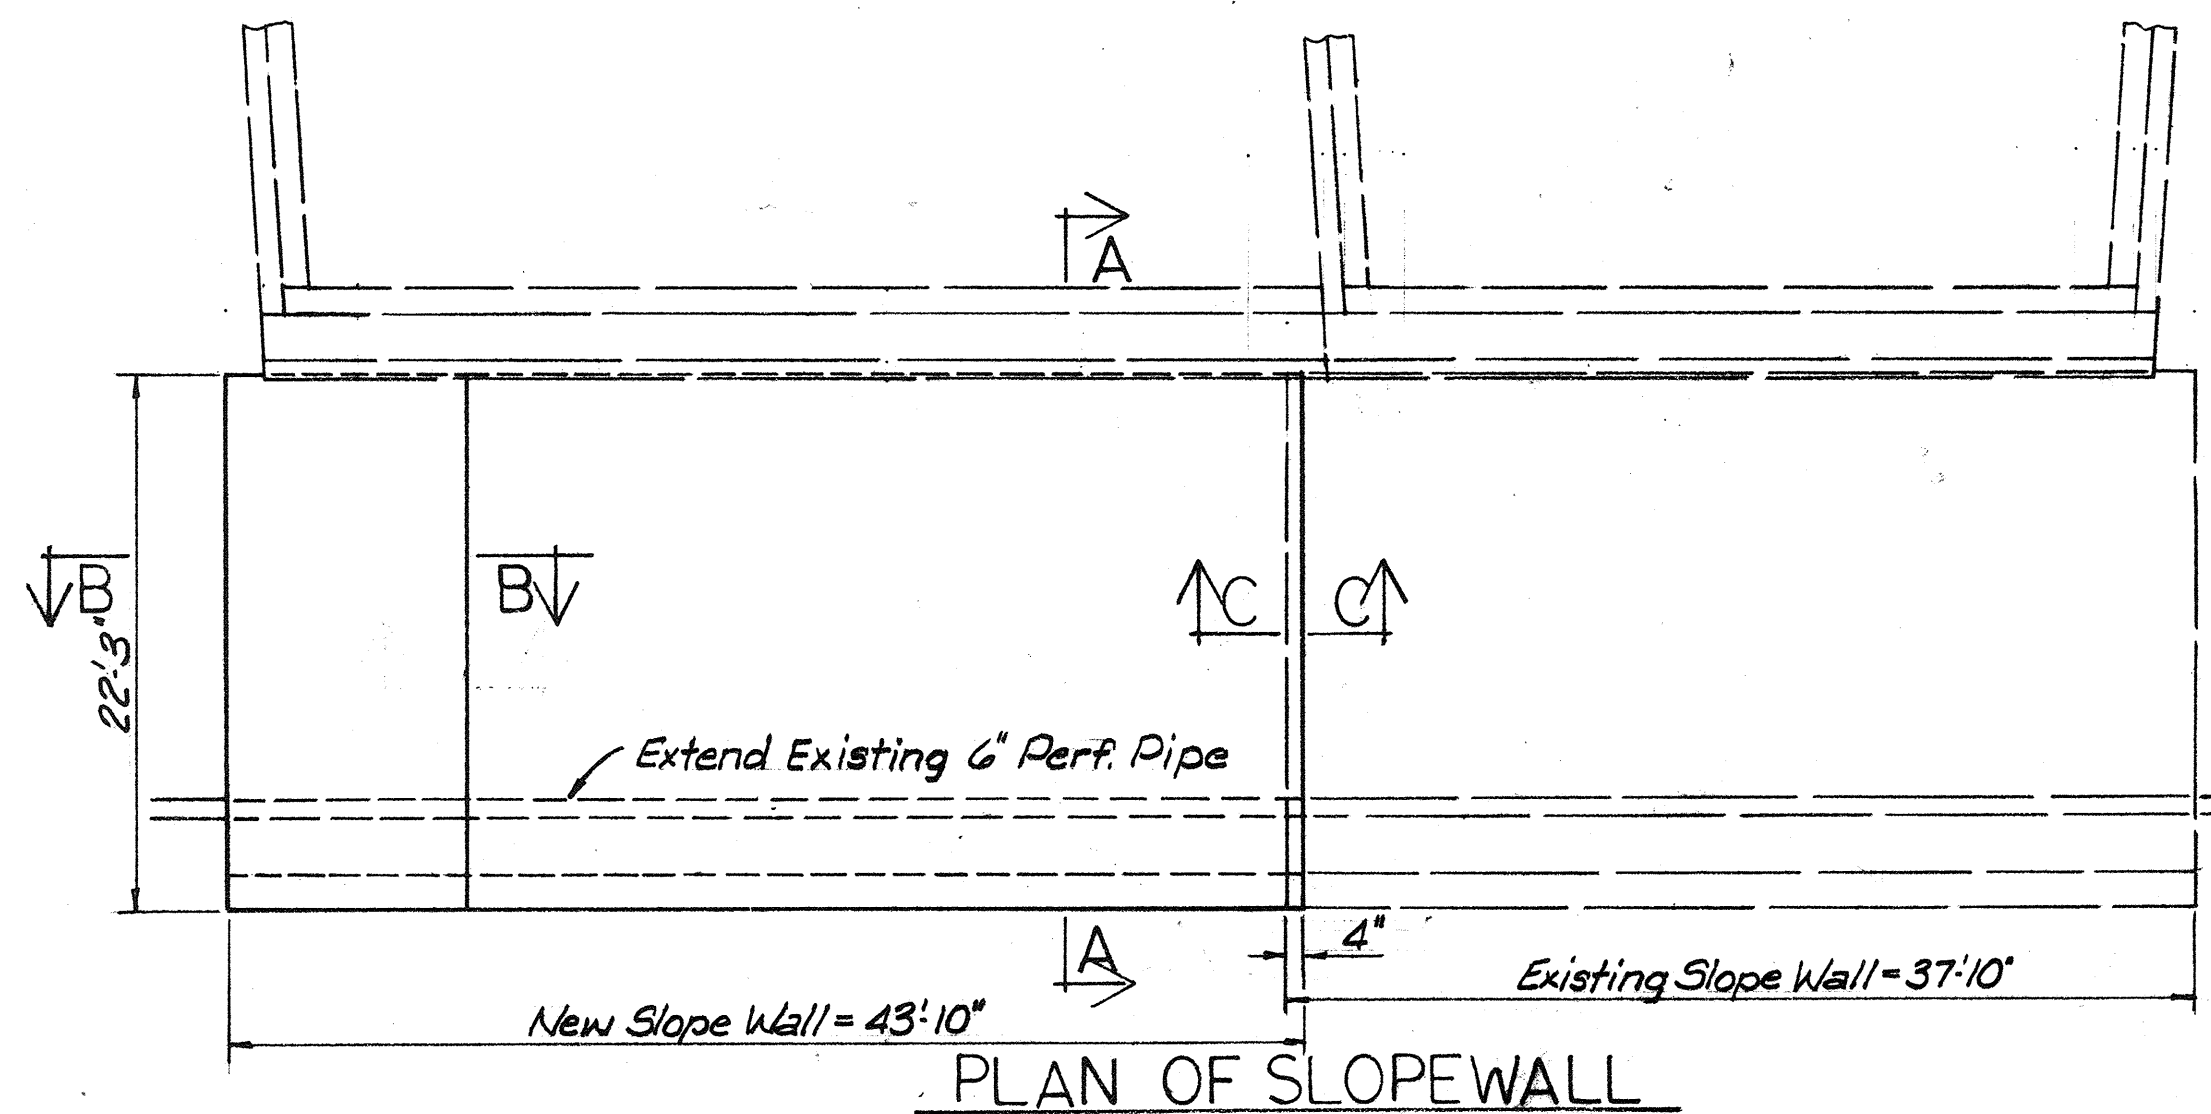 A
B
B
C
C
22'-3"
Extend Existing 6" Perf. Pipe
A
4"
Existing Slope Wall = 37'-10"
New Slope Wall = 43'-10"
PLAN OF SLOPEWALL